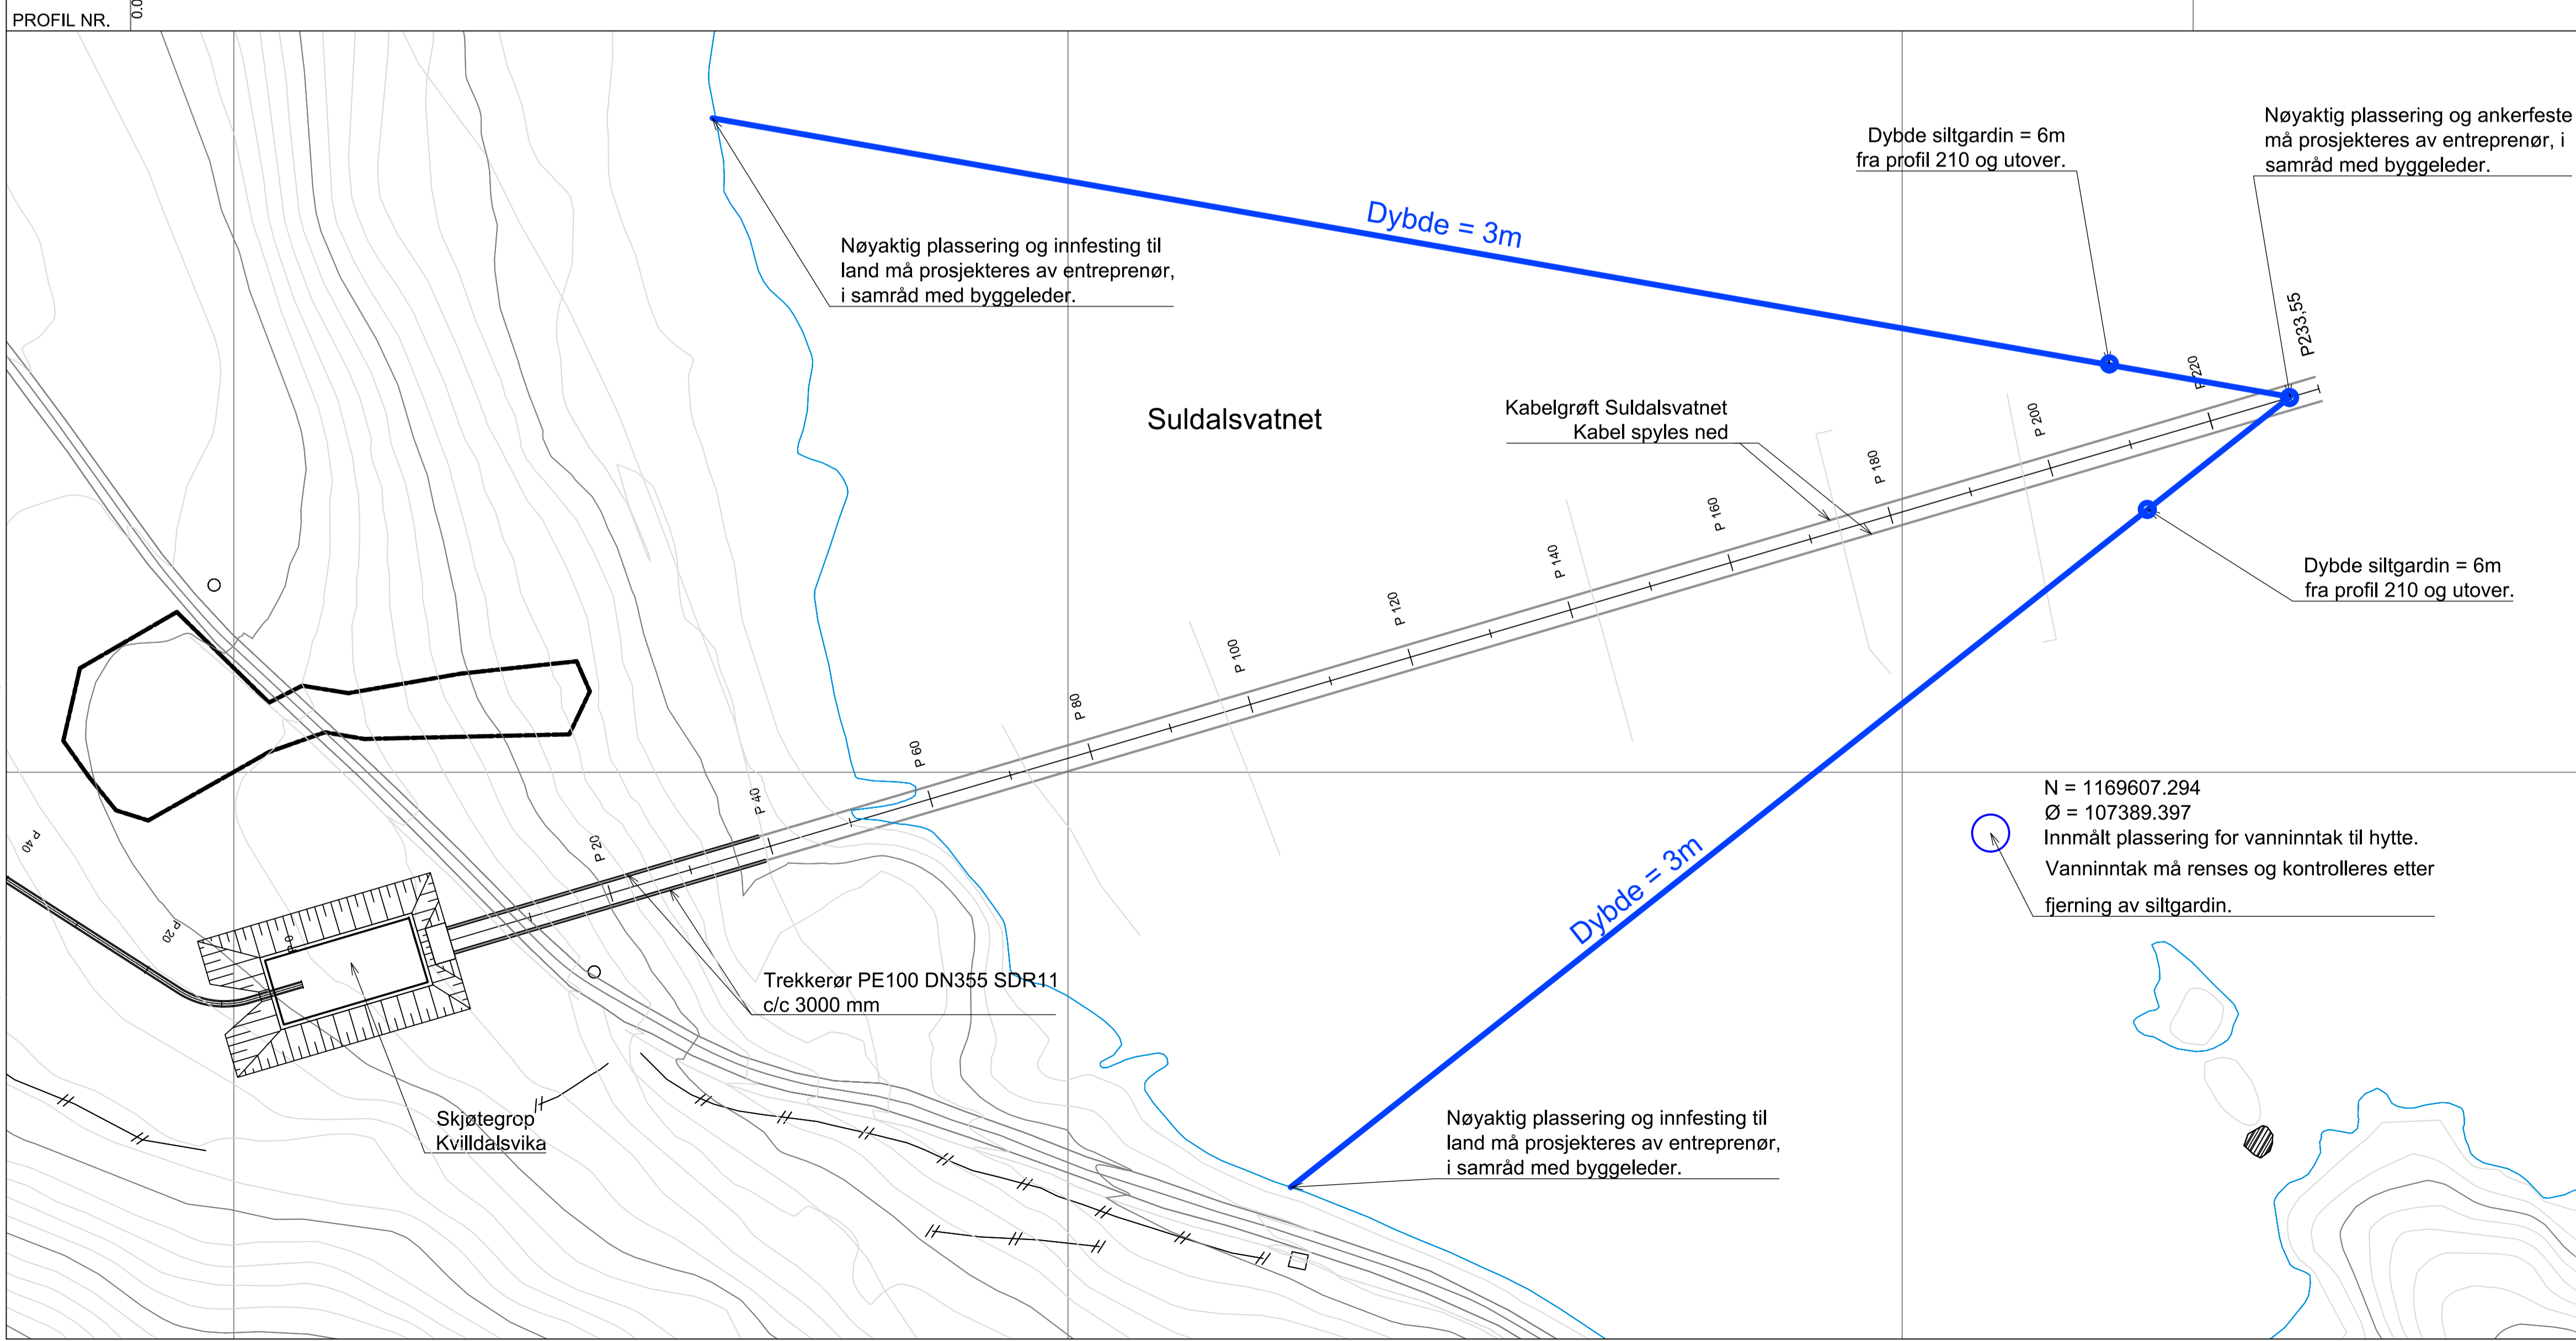 PROFIL NR.
Nøyaktig plassering og ankerfeste
må prosjekteres av entreprenør, i
samråd med byggeleder.
Dybde siltgardin = 6m
fra profil 210 og utover.
Dybde = 3m
Nøyaktig plassering og innfesting til
land må prosjekteres av entreprenør,
i samråd med byggeleder.
P233,55
P 220
Suldalsvatnet
Kabelgrøft Suldalsvatnet
Kabel spyles ned
P 200
P 180
P 160
P 140
P 120
P 100
P 80
P 60
P 40
P 20
P 0
Dybde siltgardin = 6m
fra profil 210 og utover.
N = 1169607.294
Ø = 107389.397
Innmålt plassering for vanninntak til hytte.
Vanninntak må renses og kontrolleres etter
fjerning av siltgardin.
P 40
P 20
Dybde = 3m
Trekkerør PE100 DN355 SDR11
c/c 3000 mm
Skjøtegrop
Kvilldalsvika
Nøyaktig plassering og innfesting til
land må prosjekteres av entreprenør,
i samråd med byggeleder.